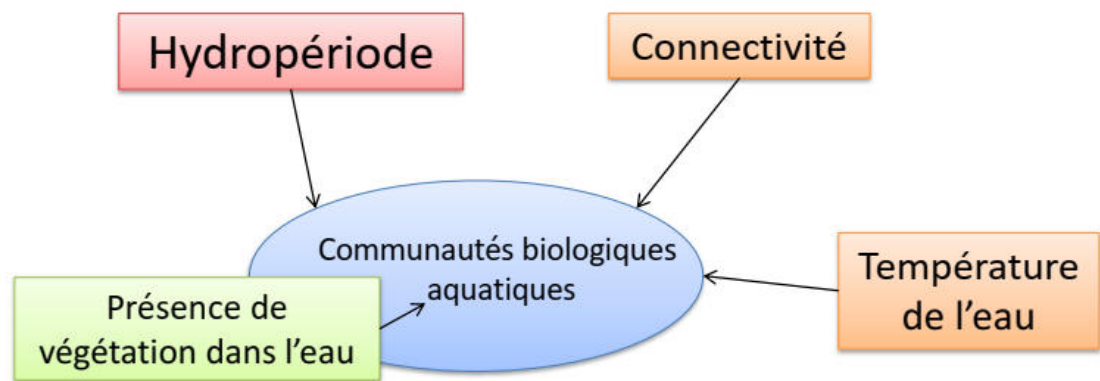 Hydropériode
Connectivité
Communautés biologiques
aquatiques
Température
de l’eau
Présence de
végétation dans l’eau